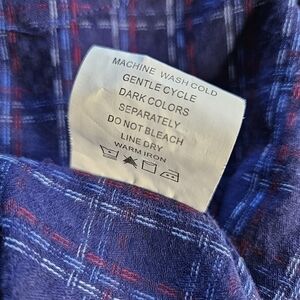 MACHINE WASH COLD
GENTLE CYCLE
DARK COLORS
SEPARATELY
DO NOT BLEACH
LINE DRY
WARM IRON